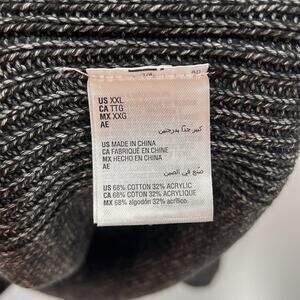 US XXL
CA TTG
MX XXG
AE
كبير جدًا بدرجتين
US MADE IN CHINA
CA FABRIQUÉ EN CHINE
MX HECHO EN CHINA
AE
صنع في الصين
US 68% COTTON 32% ACRYLIC
CA 68% COTON 32% ACRYLIQUE
MX 68% algodón 32% acrílico.